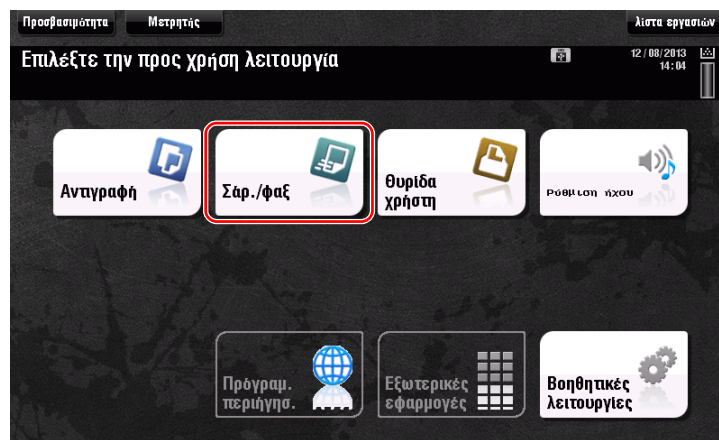 Προσβασιμότητα
Μετρητής
λίστα εργασιών
Επιλέξτε την προς χρήση λειτουργία
12/08/2013
14:04
Αντιγραφή
Σάρ./φαξ
Θυρίδα
χρήστη
Ρύθμιση ήχου
Πρόγραμ.
περιήγησ.
Εξωτερικές
εφαρμογές
Βοηθητικές
λειτουργίες